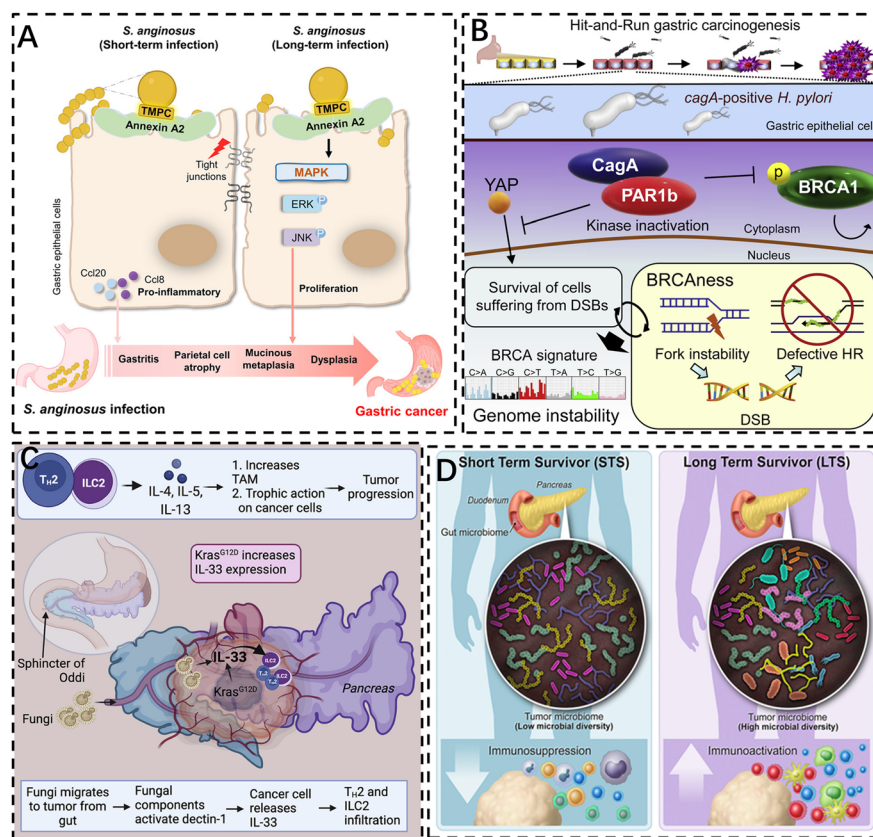 A
S. anginosus
(Short-term infection)
S. anginosus
(Long-term infection)
TMPC
Annexin A2
TMPC
Annexin A2
Tight
junctions
MAPK
ERK
P
JNK
P
Gastric epithelial cells
Ccl20
Ccl8
Pro-inflammatory
Proliferation
Gastritis
Parietal cell
atrophy
Mucinous
metaplasia
Dysplasia
S. anginosus infection
Gastric cancer
B
Hit-and-Run gastric carcinogenesis
cagA-positive H. pylori
Gastric epithelial cell
CagA
PAR1b
Kinase inactivation
YAP
p
BRCA1
Cytoplasm
Nucleus
Survival of cells
suffering from DSBs
BRCAness
Fork instability
Defective HR
DSB
BRCA signature
C>A C>G C>T T>A T>C T>G
Genome instability
C
TH2
ILC2
IL-4, IL-5,
IL-13
1. Increases
TAM
2. Trophic action
on cancer cells
Tumor
progression
KrasG12D increases
IL-33 expression
Sphincter of
Oddi
Fungi
IL-33
KrasG12D
ILC2
TH2
ILC2
TH2
Pancreas
Fungi migrates
to tumor from
gut
Fungal
components
activate dectin-1
Cancer cell
releases
IL-33
TH2 and
ILC2
infiltration
D
Short Term Survivor (STS)
Pancreas
Duodenum
Gut microbiome
Tumor microbiome
(Low microbial diversity)
Immunosuppression
Long Term Survivor (LTS)
Tumor microbiome
(High microbial diversity)
Immunoactivation